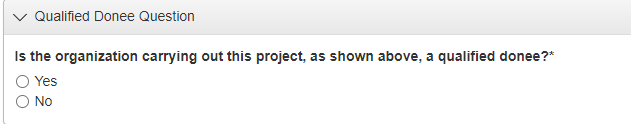 Qualified Donee Question
Is the organization carrying out this project, as shown above, a qualified donee?*
Yes
No